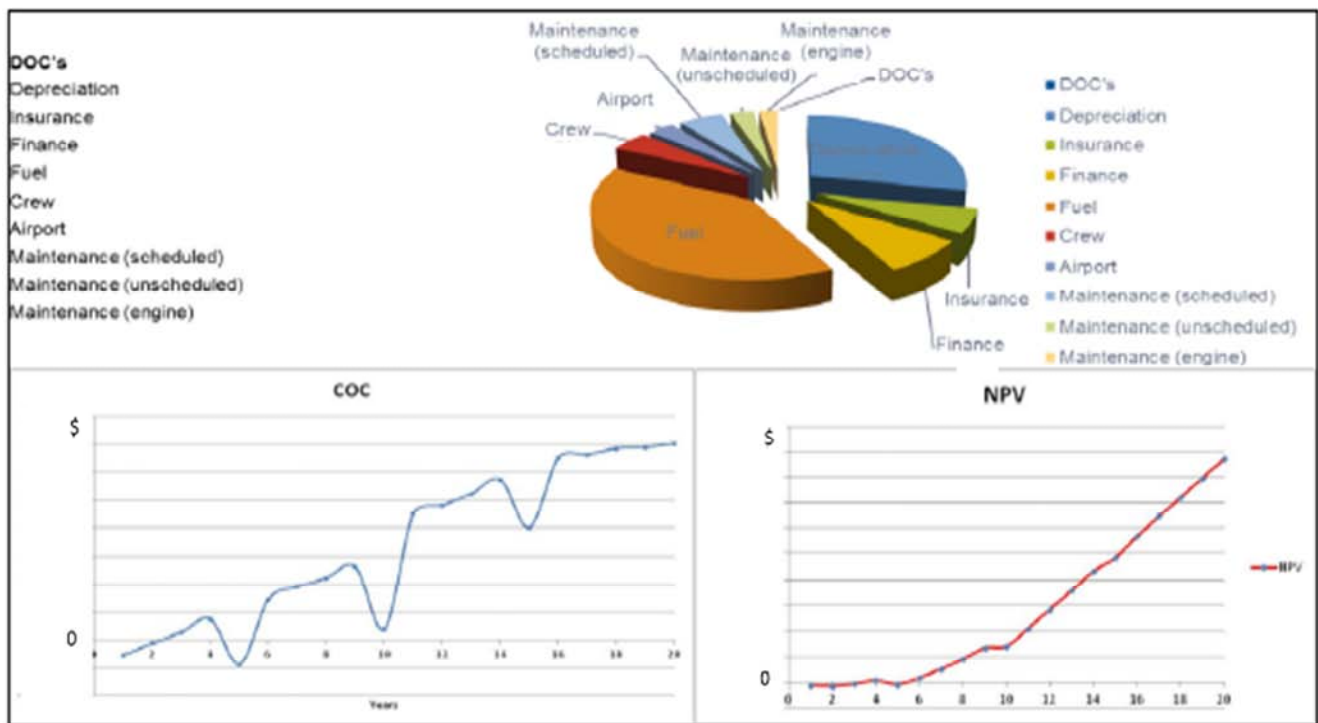 DOC's
Depreciation
Insurance
Finance
Fuel
Crew
Airport
Maintenance (scheduled)
Maintenance (unscheduled)
Maintenance (engine)
Maintenance
(scheduled)
Maintenance
(unscheduled)
Maintenance
(engine)
DOC's
Airport
Crew
Fuel
Insurance
Finance
DOC's
Depreciation
Insurance
Finance
Fuel
Crew
Airport
Maintenance (scheduled)
Maintenance (unscheduled)
Maintenance (engine)
COC
$
0
2 4 6 8 10 12 14 16 18 20
Years
NPV
$
0
0 2 4 6 8 10 12 14 16 18 20
NPV